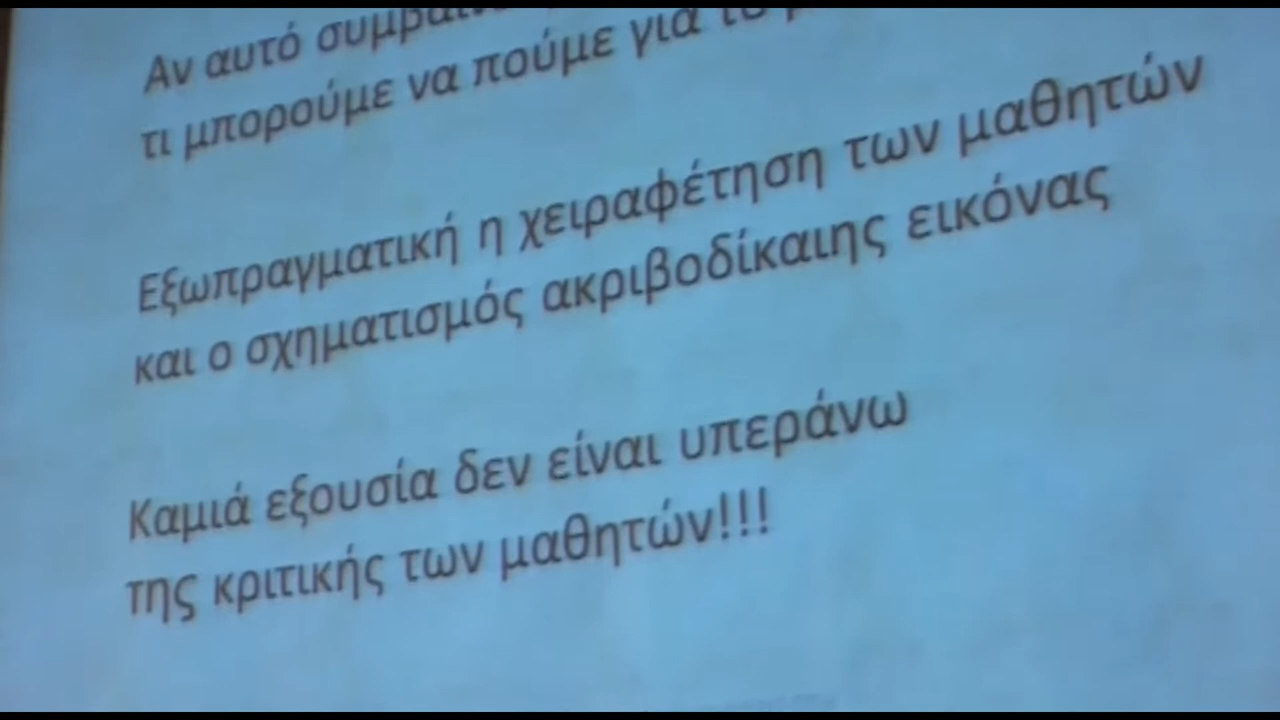 Αν αυτό
τι μπορούμε να πούμε για
Εξωπραγματική η χειραφέτηση των μαθητών
και ο σχηματισμός ακριβοδίκαιης εικόνας
Καμιά εξουσία δεν είναι υπεράνω
της κριτικής των μαθητών!!!